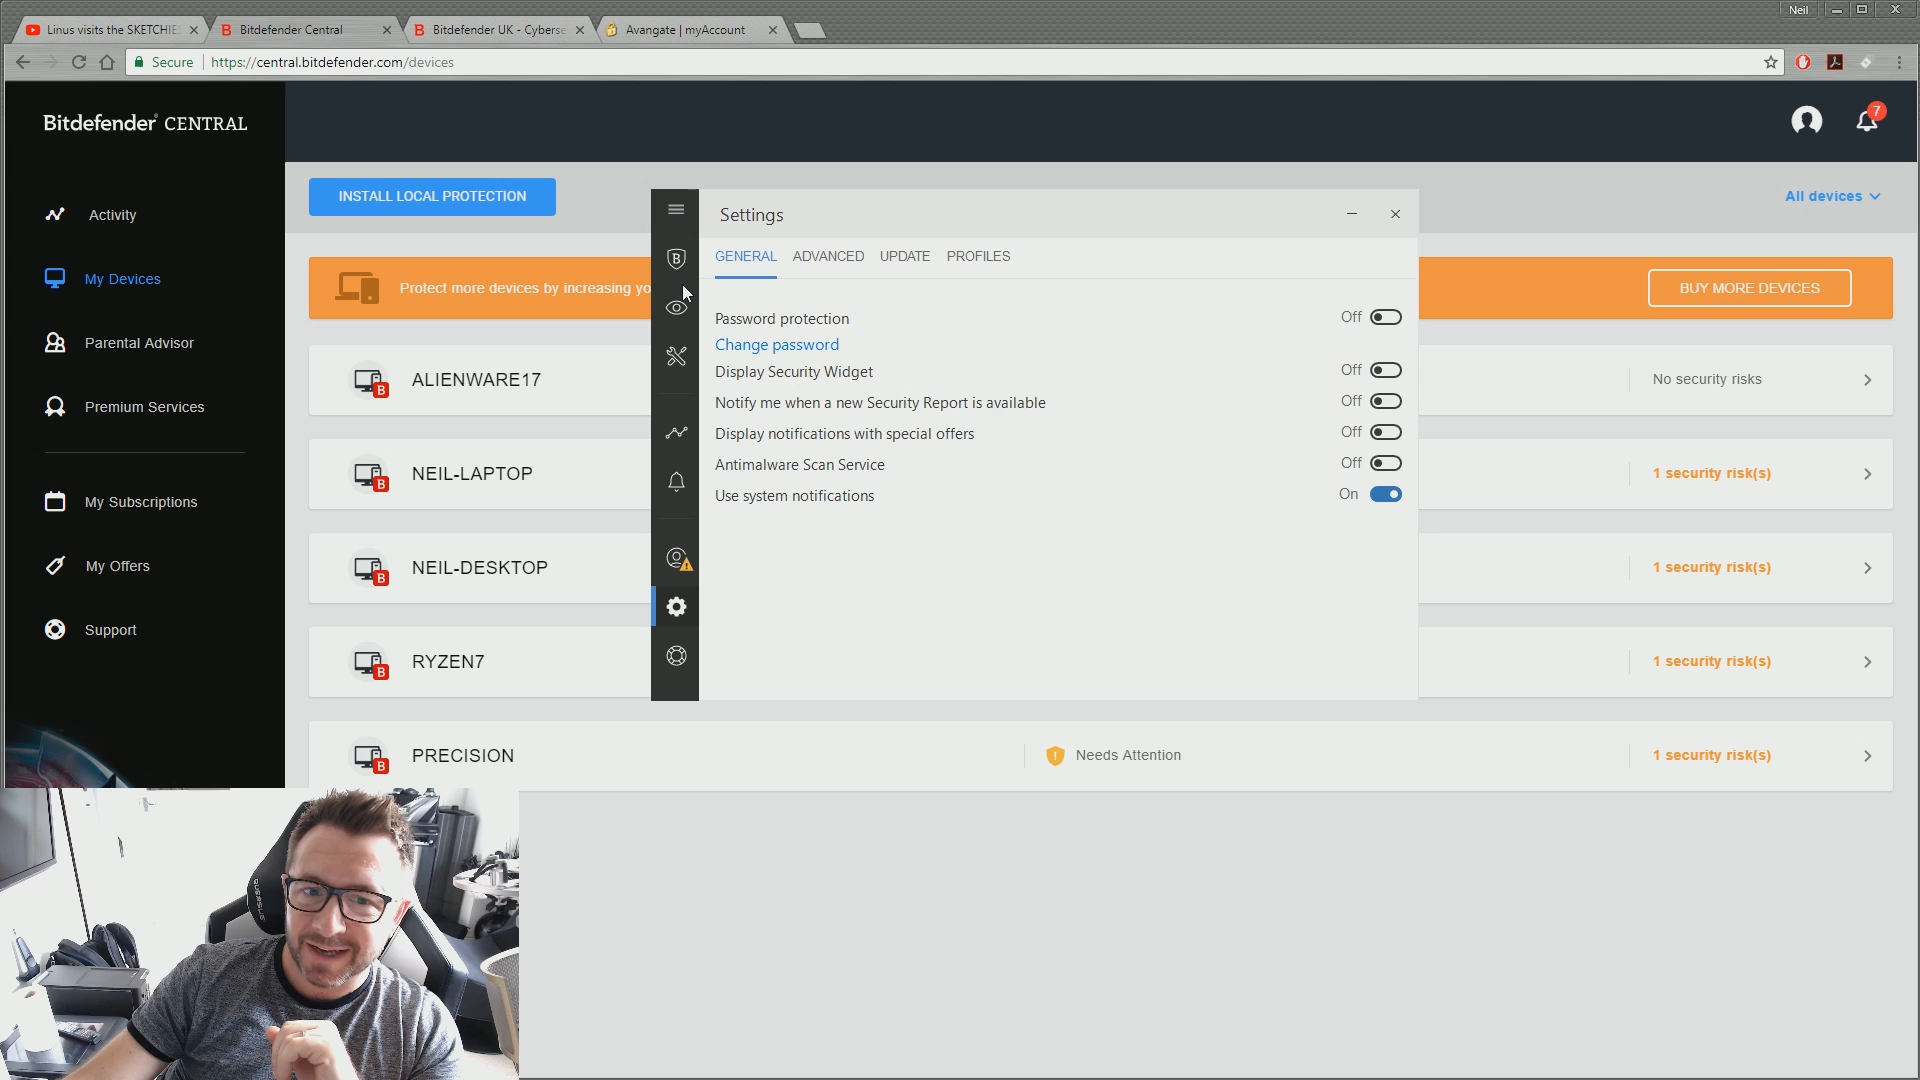 Neil
Linus visits the SKETCHIES
Bitdefender Central
Bitdefender UK - Cyberse
Avangate | myAccount
Secure
https://central.bitdefender.com/devices
Bitdefender CENTRAL
7
INSTALL LOCAL PROTECTION
All devices
Activity
My Devices
Parental Advisor
Premium Services
My Subscriptions
My Offers
Support
Protect more devices by increasing yo
BUY MORE DEVICES
ALIENWARE17
No security risks
NEIL-LAPTOP
1 security risk(s)
NEIL-DESKTOP
1 security risk(s)
RYZEN7
1 security risk(s)
PRECISION
Needs Attention
1 security risk(s)
Settings
GENERAL ADVANCED UPDATE PROFILES
Password protection Off
Change password
Display Security Widget Off
Notify me when a new Security Report is available Off
Display notifications with special offers Off
Antimalware Scan Service Off
Use system notifications On